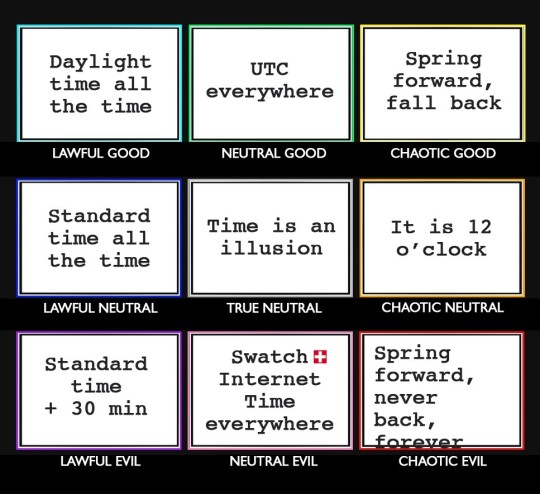 Daylight
time all
the time
LAWFUL GOOD
UTC
everywhere
NEUTRAL GOOD
Spring
forward,
fall back
CHAOTIC GOOD
Standard
time all
the time
LAWFUL NEUTRAL
Time is an
illusion
TRUE NEUTRAL
It is 12
o’clock
CHAOTIC NEUTRAL
Standard
time
+ 30 min
LAWFUL EVIL
Swatch
Internet
Time
everywhere
NEUTRAL EVIL
Spring
forward,
never
back,
forever
CHAOTIC EVIL